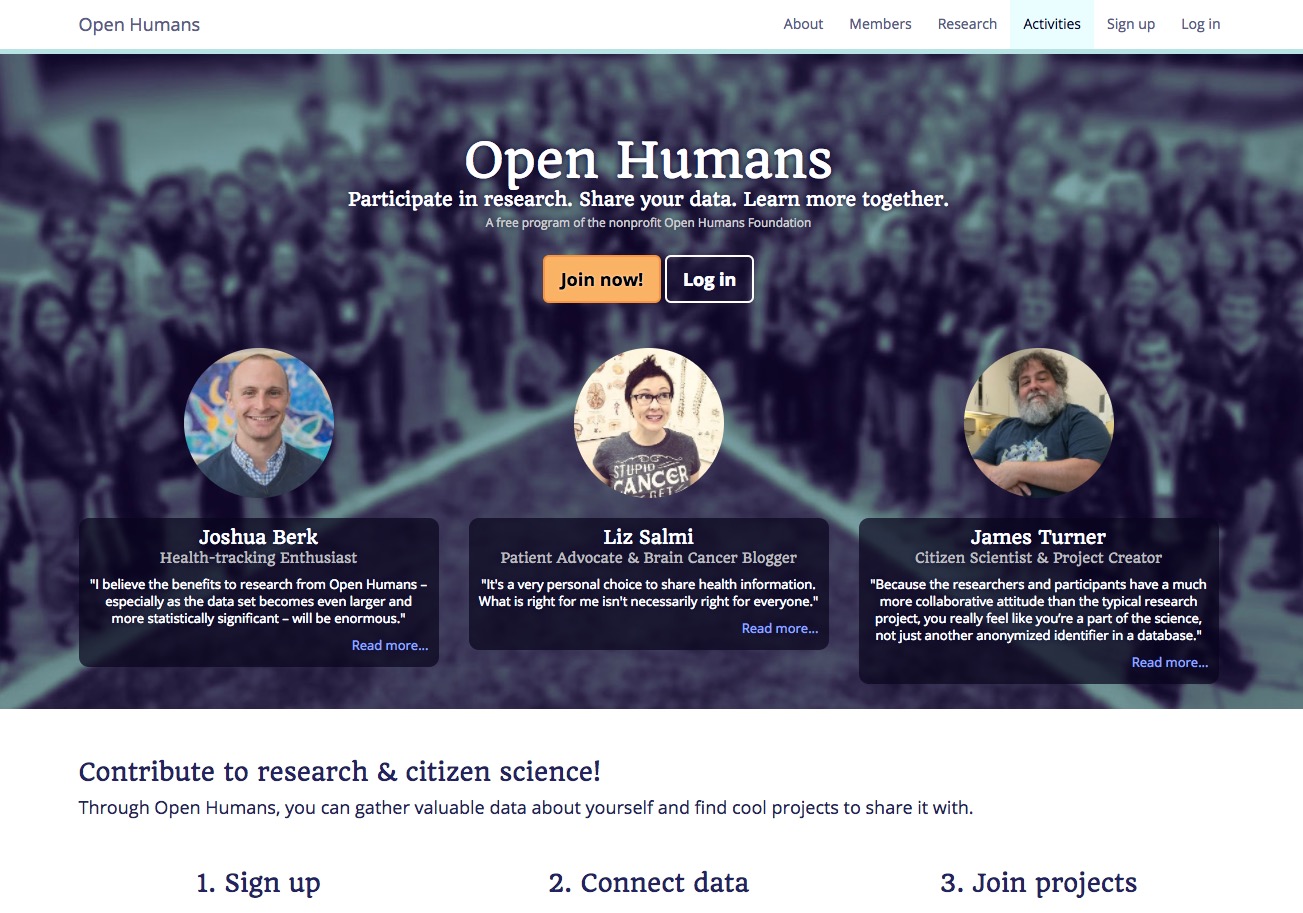 Open Humans
About
Members
Research
Activities
Sign up
Log in
Open Humans
Participate in research. Share your data. Learn more together.
A free program of the nonprofit Open Humans Foundation
Join now!
Log in
STUPID
CANCER
GET
Joshua Berk
Health-tracking Enthusiast
"I believe the benefits to research from Open Humans –
especially as the data set becomes even larger and
more statistically significant – will be enormous."
Read more...
Liz Salmi
Patient Advocate & Brain Cancer Blogger
"It's a very personal choice to share health information.
What is right for me isn't necessarily right for everyone."
Read more...
James Turner
Citizen Scientist & Project Creator
"Because the researchers and participants have a much
more collaborative attitude than the typical research
project, you really feel like you’re a part of the science,
not just another anonymized identifier in a database."
Read more...
Contribute to research & citizen science!
Through Open Humans, you can gather valuable data about yourself and find cool projects to share it with.
1. Sign up
2. Connect data
3. Join projects